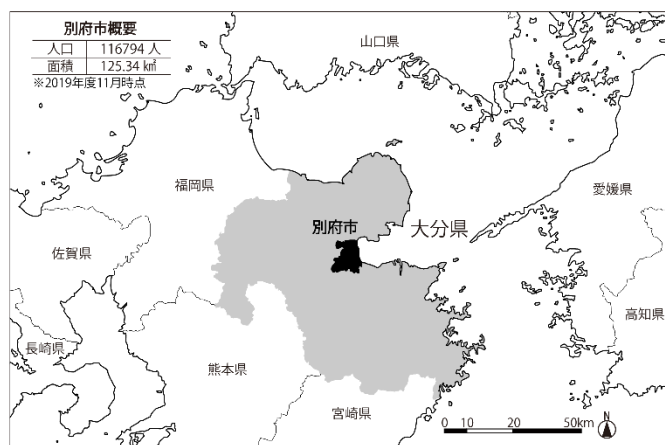 別府市概要
人口 116794 人
面積 125.34 ㎢
※2019年度11月時点
山口県
福岡県
愛媛県
別府市
大分県
佐賀県
高知県
長崎県
熊本県
宮崎県
0 10 20 50km
N